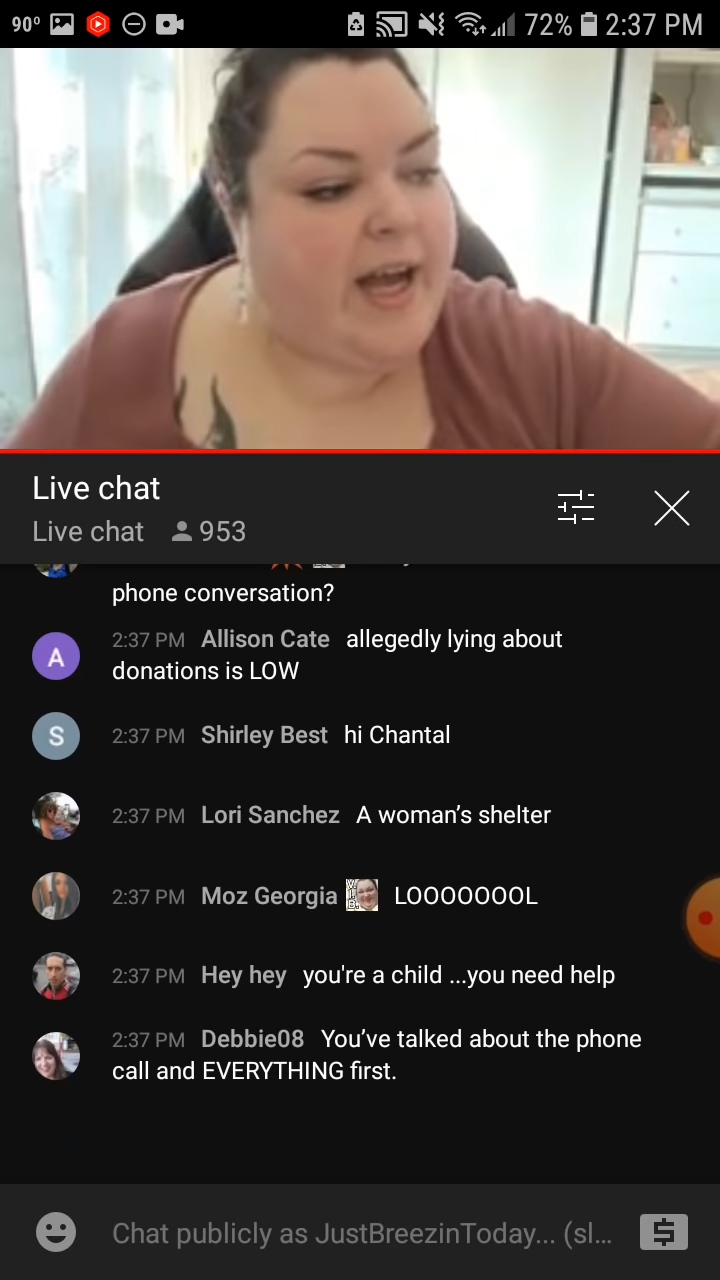 90° 72% 2:37 PM
Live chat
Live chat 953
phone conversation?
2:37 PM Allison Cate allegedly lying about
donations is LOW
2:37 PM Shirley Best hi Chantal
2:37 PM Lori Sanchez A woman’s shelter
2:37 PM Moz Georgia LOOOOOOOL
2:37 PM Hey hey you're a child ...you need help
2:37 PM Debbie08 You’ve talked about the phone
call and EVERYTHING first.
Chat publicly as JustBreezinToday... (sl...